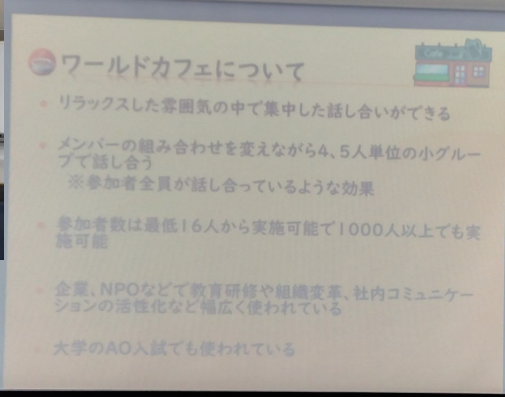 ワールドカフェについて
リラックスした雰囲気の中で集中した話し合いができる
メンバーの組み合わせを変えながら4、5人単位の小グルー
プで話し合う
※参加者全員が話し合っているような効果
参加者数は最低16人から実施可能で1000人以上でも実
施可能
企業、NPOなどで教育研修や組織変革、社内コミュニケー
ションの活性化など幅広く使われている
大学のAO入試でも使われている